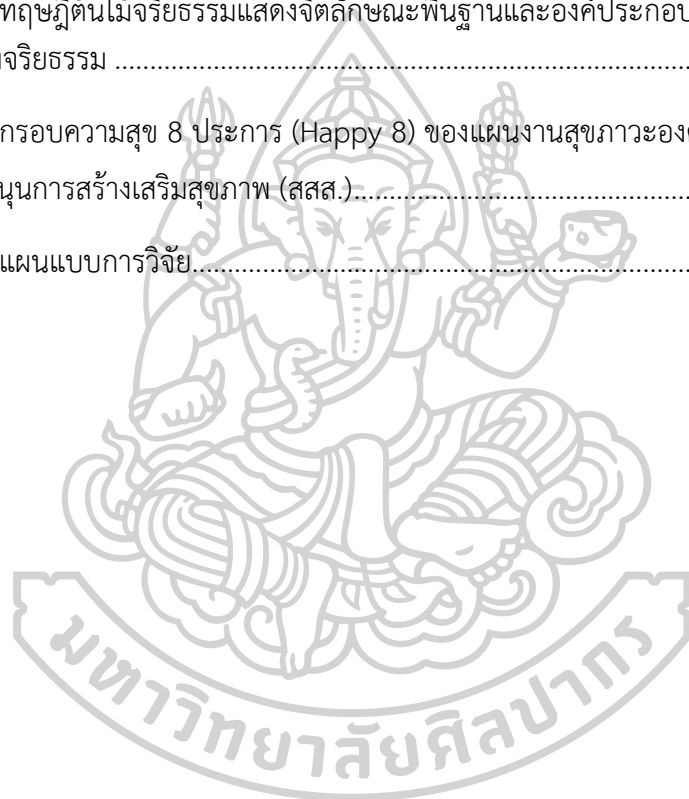 ทฤษฎีต้นไม้จริยธรรมแสดงจิตลักษณะพื้นฐานและองค์ประกอบ
จริยธรรม ........................................................................
กรอบความสุข 8 ประการ (Happy 8) ของแผนงานสุขภาวะองค์
นุนการสร้างเสริมสุขภาพ (สสส.)........................................
แผนแบบการวิจัย............................................................
มหาวิทยาลัยศิลปากร